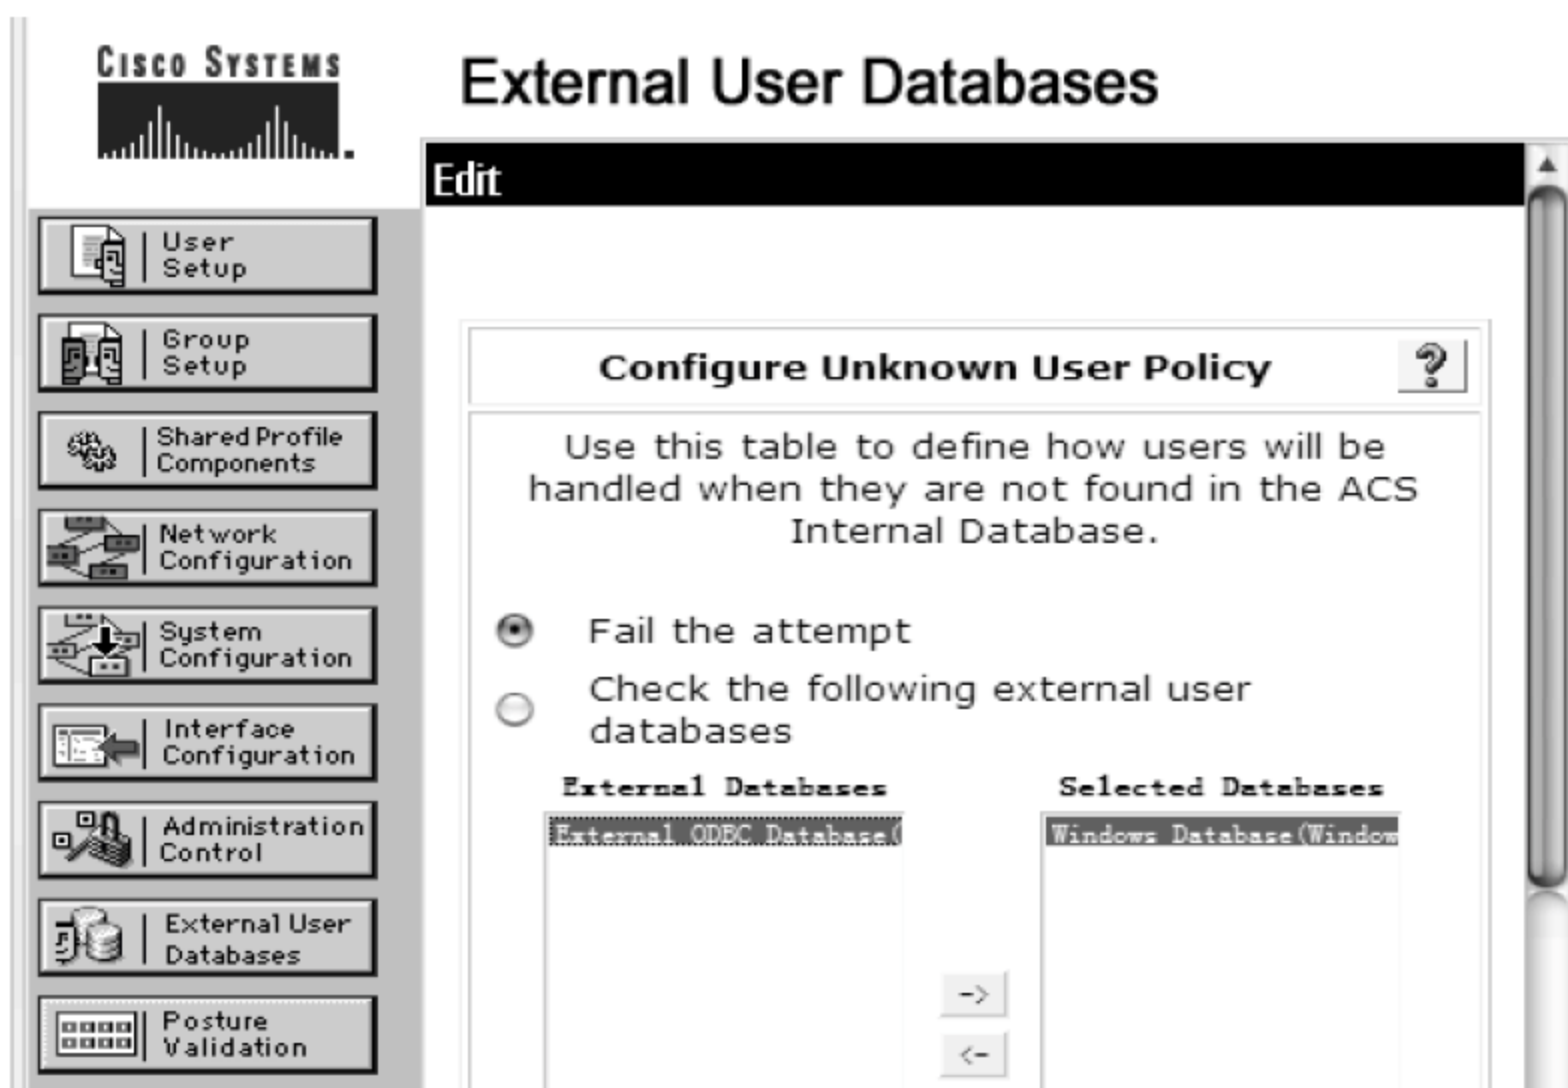 CISCO SYSTEMS
External User Databases
Edit
User
Setup
Group
Setup
Shared Profile
Components
Network
Configuration
System
Configuration
Interface
Configuration
Administration
Control
External User
Databases
Posture
Validation
Configure Unknown User Policy
?
Use this table to define how users will be
handled when they are not found in the ACS
Internal Database.
Fail the attempt
Check the following external user
databases
External Databases
External ODBC Database(
Selected Databases
Windows Database(Window
->
<-